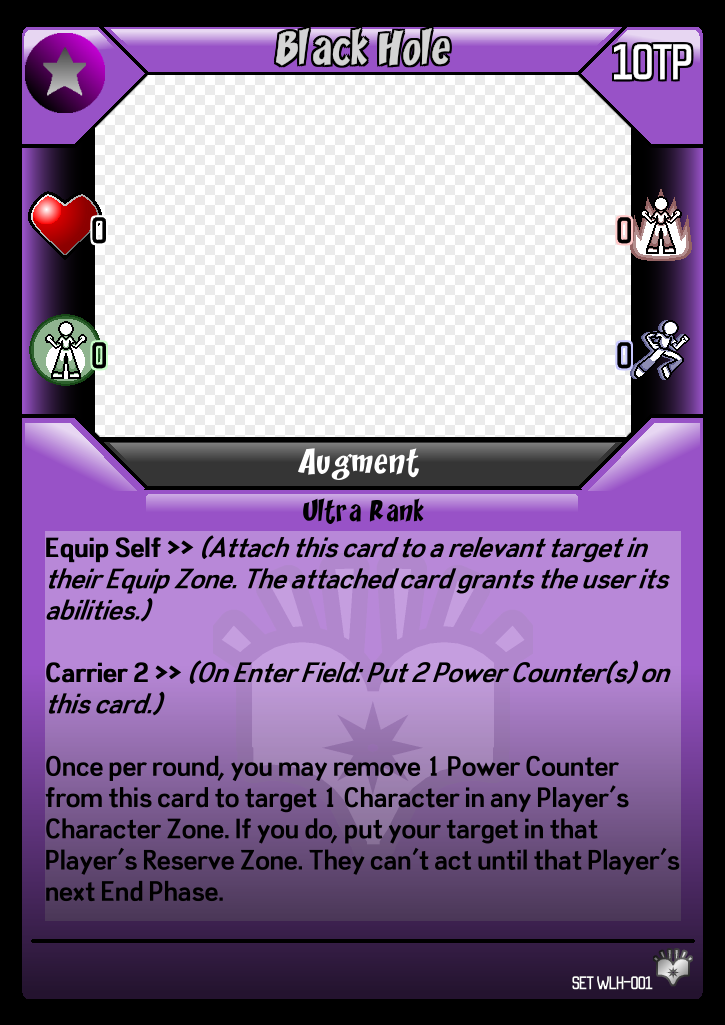 Black Hole
10TP
0
0
0
0
Augment
Ultra Rank
Equip Self >> (Attach this card to a relevant target in
their Equip Zone. The attached card grants the user its
abilities.)
Carrier 2 >> (On Enter Field: Put 2 Power Counter(s) on
this card.)
Once per round, you may remove 1 Power Counter
from this card to target 1 Character in any Player's
Character Zone. If you do, put your target in that
Player's Reserve Zone. They can't act until that Player's
next End Phase.
SET WLH-001